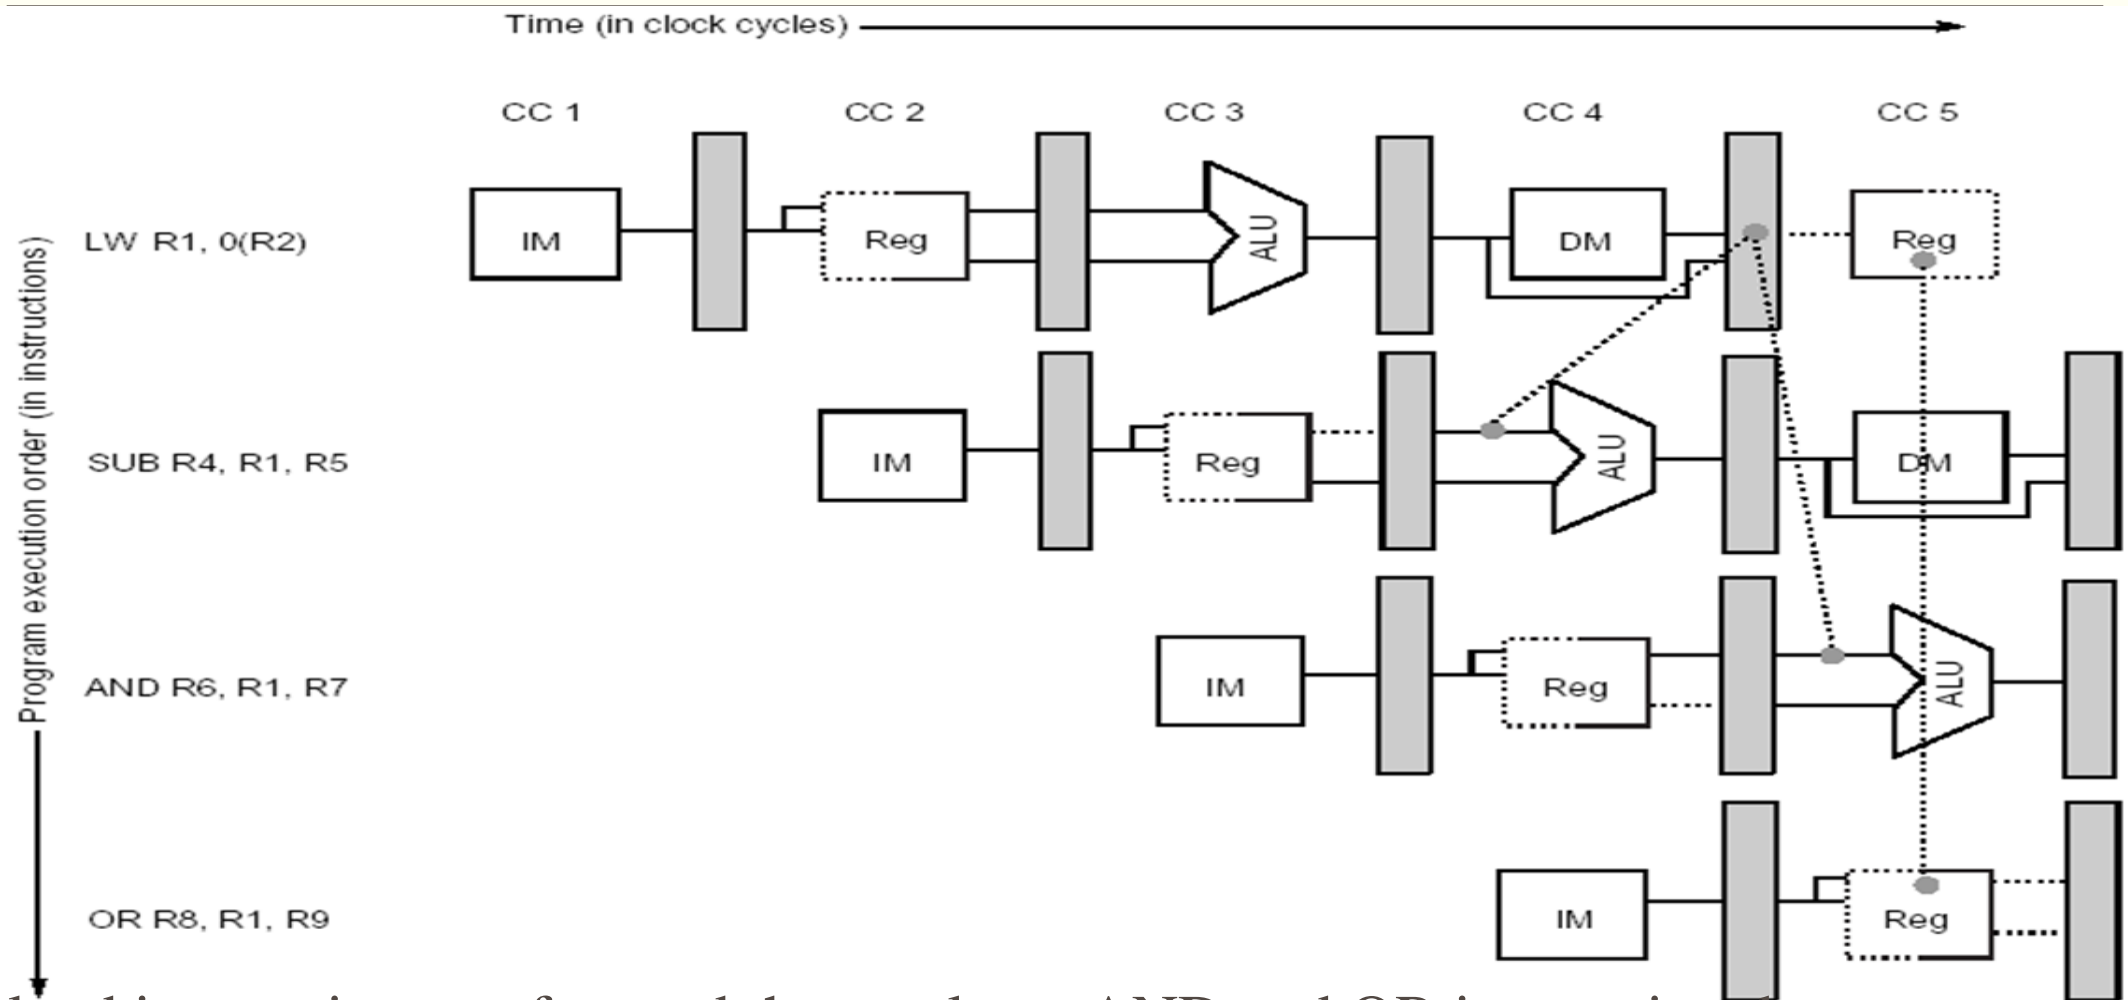 Time (in clock cycles)
CC 1 CC 2 CC 3 CC 4 CC 5
Program execution order (in instructions)
LW R1, 0(R2)
IM Reg ALU DM Reg
SUB R4, R1, R5
IM Reg ALU DM
AND R6, R1, R7
IM Reg ALU
OR R8, R1, R9
IM Reg